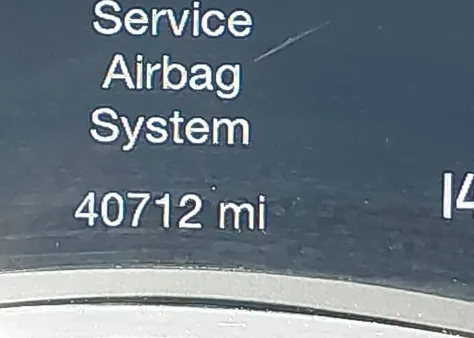 Service
Airbag
System
40712 mi